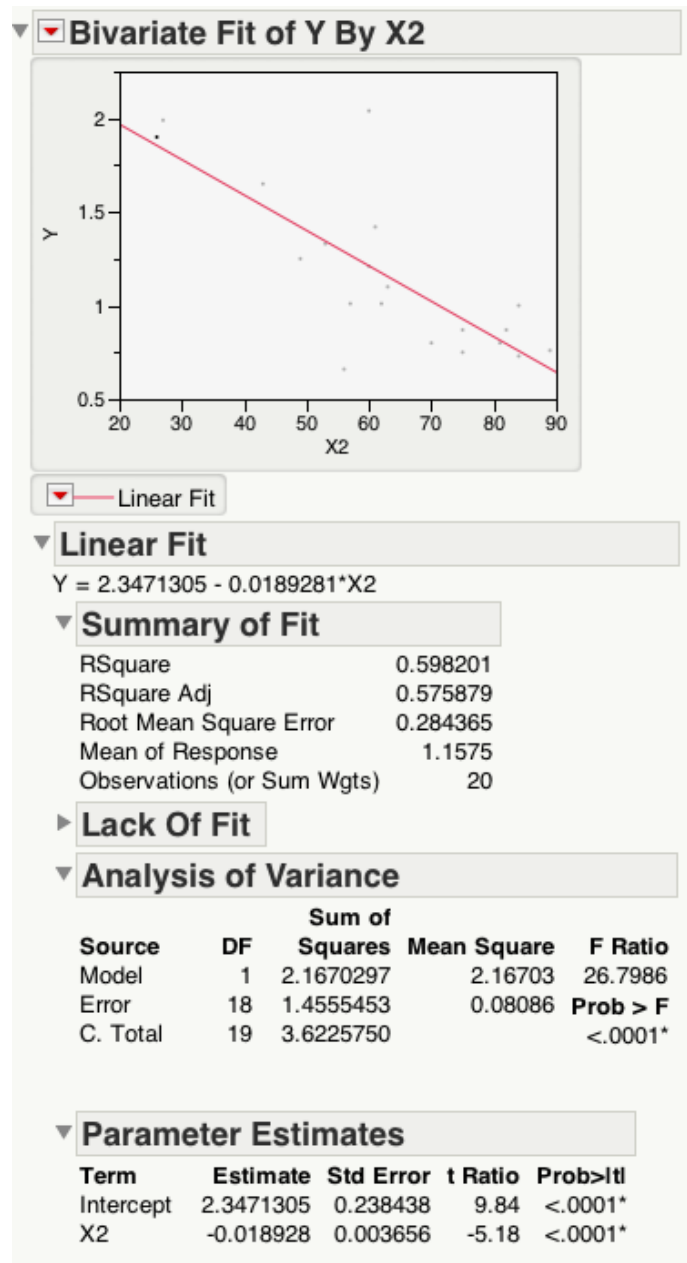 Bivariate Fit of Y By X2
2
1.5
1
0.5
Y
20 30 40 50 60 70 80 90
X2
Linear Fit
Linear Fit
Y = 2.3471305 - 0.0189281*X2
Summary of Fit
RSquare 0.598201
RSquare Adj 0.575879
Root Mean Square Error 0.284365
Mean of Response 1.1575
Observations (or Sum Wgts) 20
Lack Of Fit
Analysis of Variance
Sum of
Source DF Squares Mean Square F Ratio
Model 1 2.1670297 2.16703 26.7986
Error 18 1.4555453 0.08086 Prob > F
C. Total 19 3.6225750 <.0001*
Parameter Estimates
Term Estimate Std Error t Ratio Prob>|t|
Intercept 2.3471305 0.238438 9.84 <.0001*
X2 -0.018928 0.003656 -5.18 <.0001*